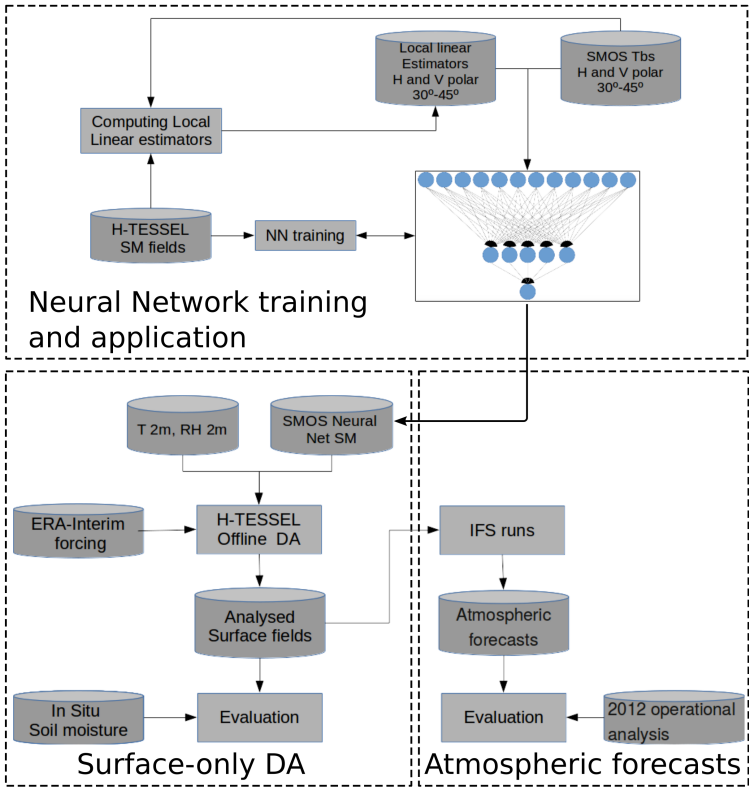 Local linear
Estimators
H and V polar
30º-45º
SMOS Tbs
H and V polar
30º-45º
Computing Local
Linear estimators
H-TESSEL
SM fields
NN training
Neural Network training
and application
T 2m, RH 2m
SMOS Neural
Net SM
ERA-Interim
forcing
H-TESSEL
Offline DA
IFS runs
Analysed
Surface fields
Atmospheric
forecasts
In Situ
Soil moisture
Evaluation
Evaluation
2012 operational
analysis
Surface-only DA
Atmospheric forecasts